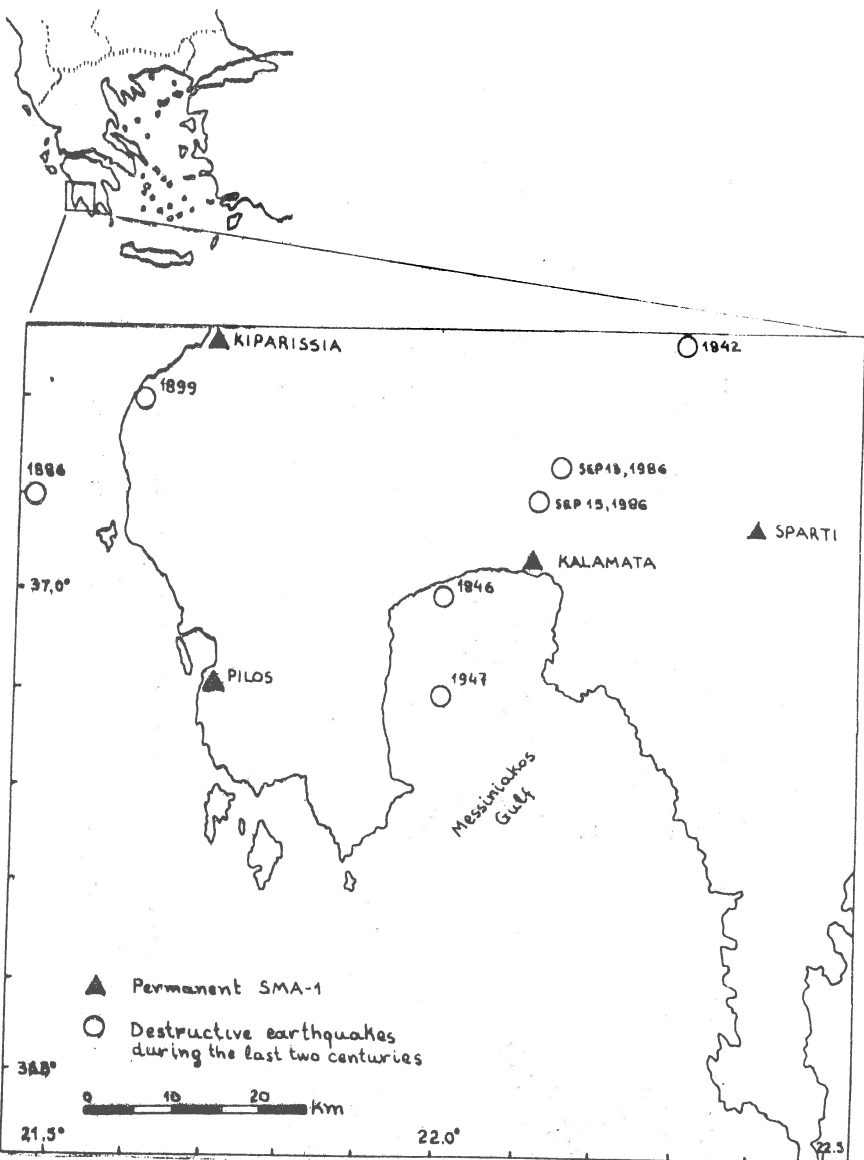 KIPARISSIA
1842
1899
1886
SEP 13, 1986
SEP 15, 1986
SPARTI
KALAMATA
37,0°
1846
PILOS
1947
Messiniakos
Gulf
Permanent SMA-1
Destructive earthquakes
during the last two centuries
0 10 20
Km
21.5°
22.0°
22.5